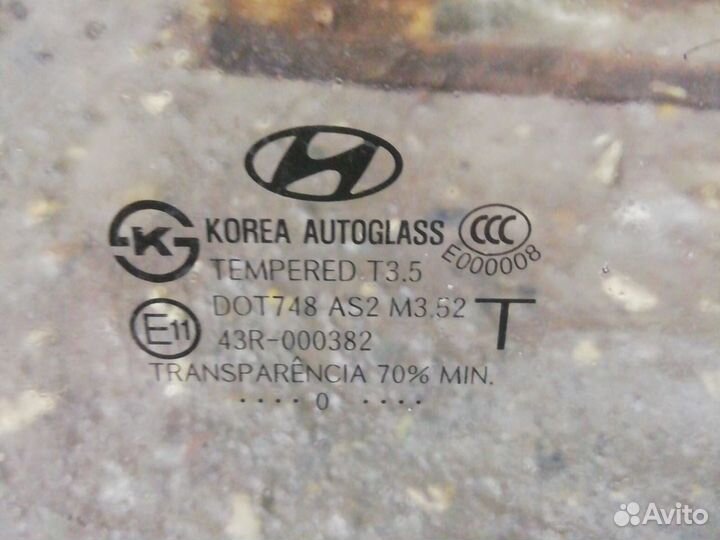 KOREA AUTOGLASS
CCC
E000008
K
S
TEMPERED T3.5
DOT748 AS2 M3.52
T
E11
43R-000382
TRANSPARÊNCIA 70% MIN.
···· 0 ····
Avito